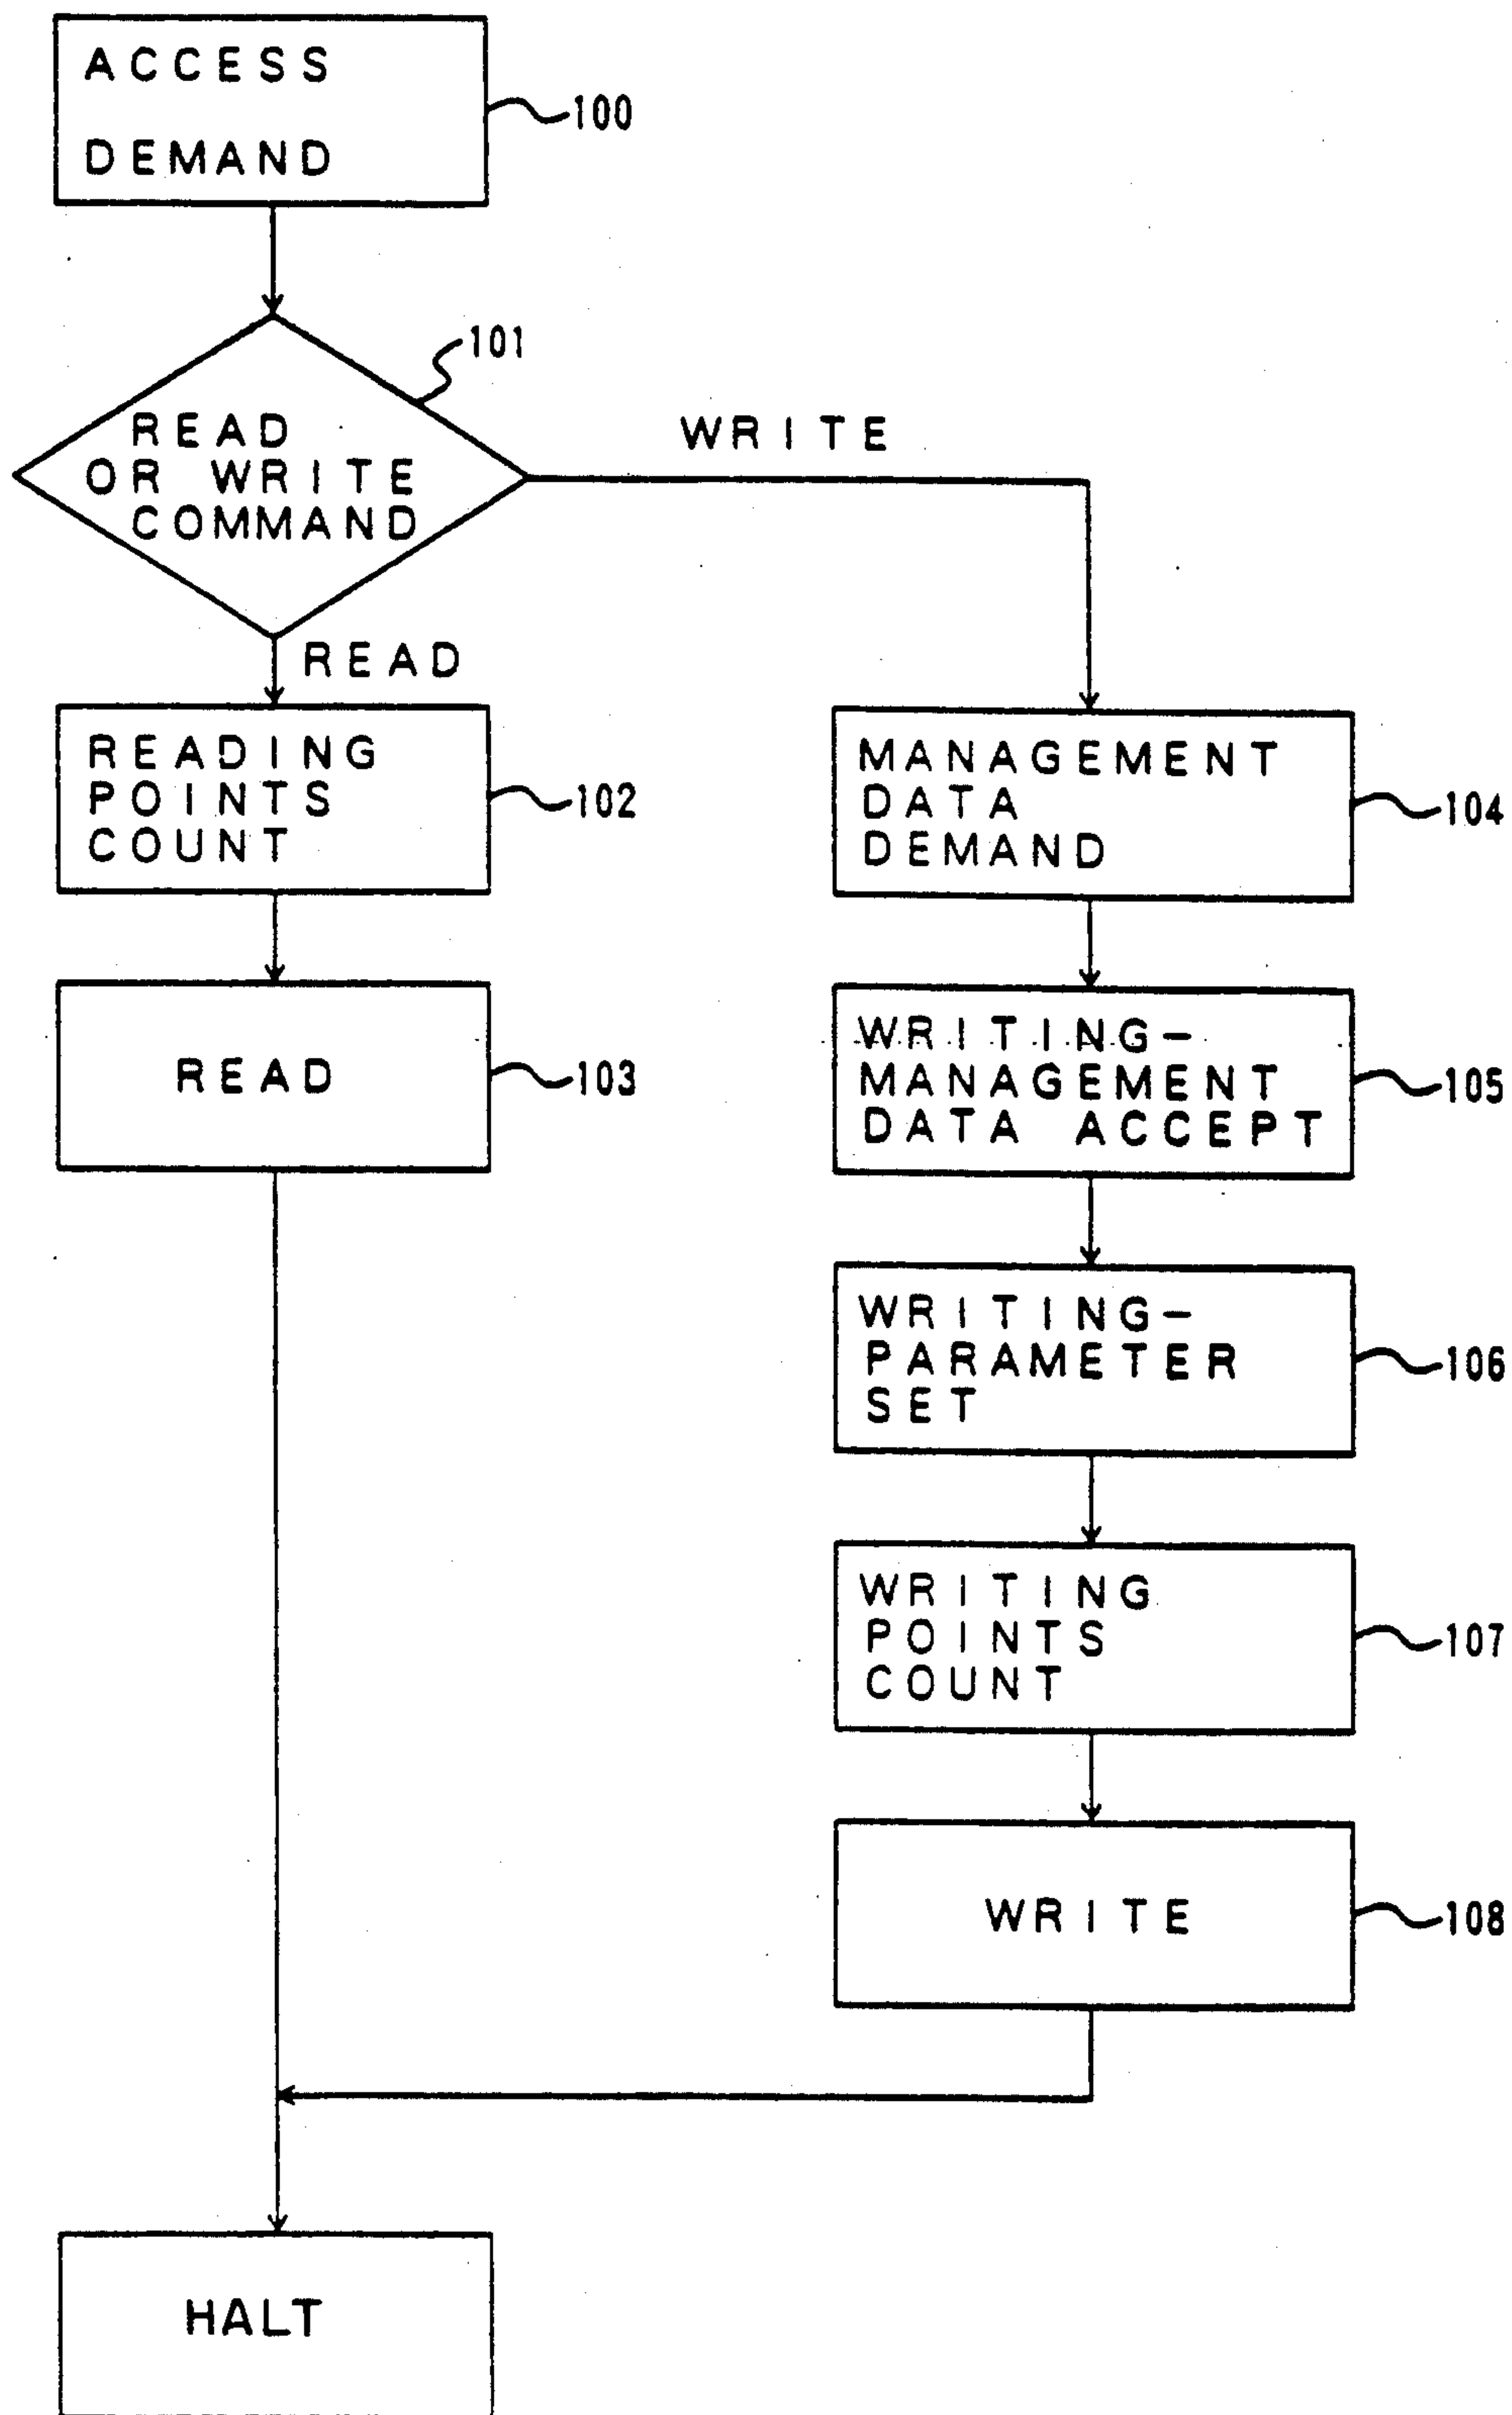 ACCESS
DEMAND
100
101
READ
OR WRITE
COMMAND
WRITE
READ
READING
POINTS
COUNT
102
MANAGEMENT
DATA
DEMAND
104
READ
103
WRITING-
MANAGEMENT
DATA ACCEPT
105
WRITING-
PARAMETER
SET
106
WRITING
POINTS
COUNT
107
WRITE
108
HALT